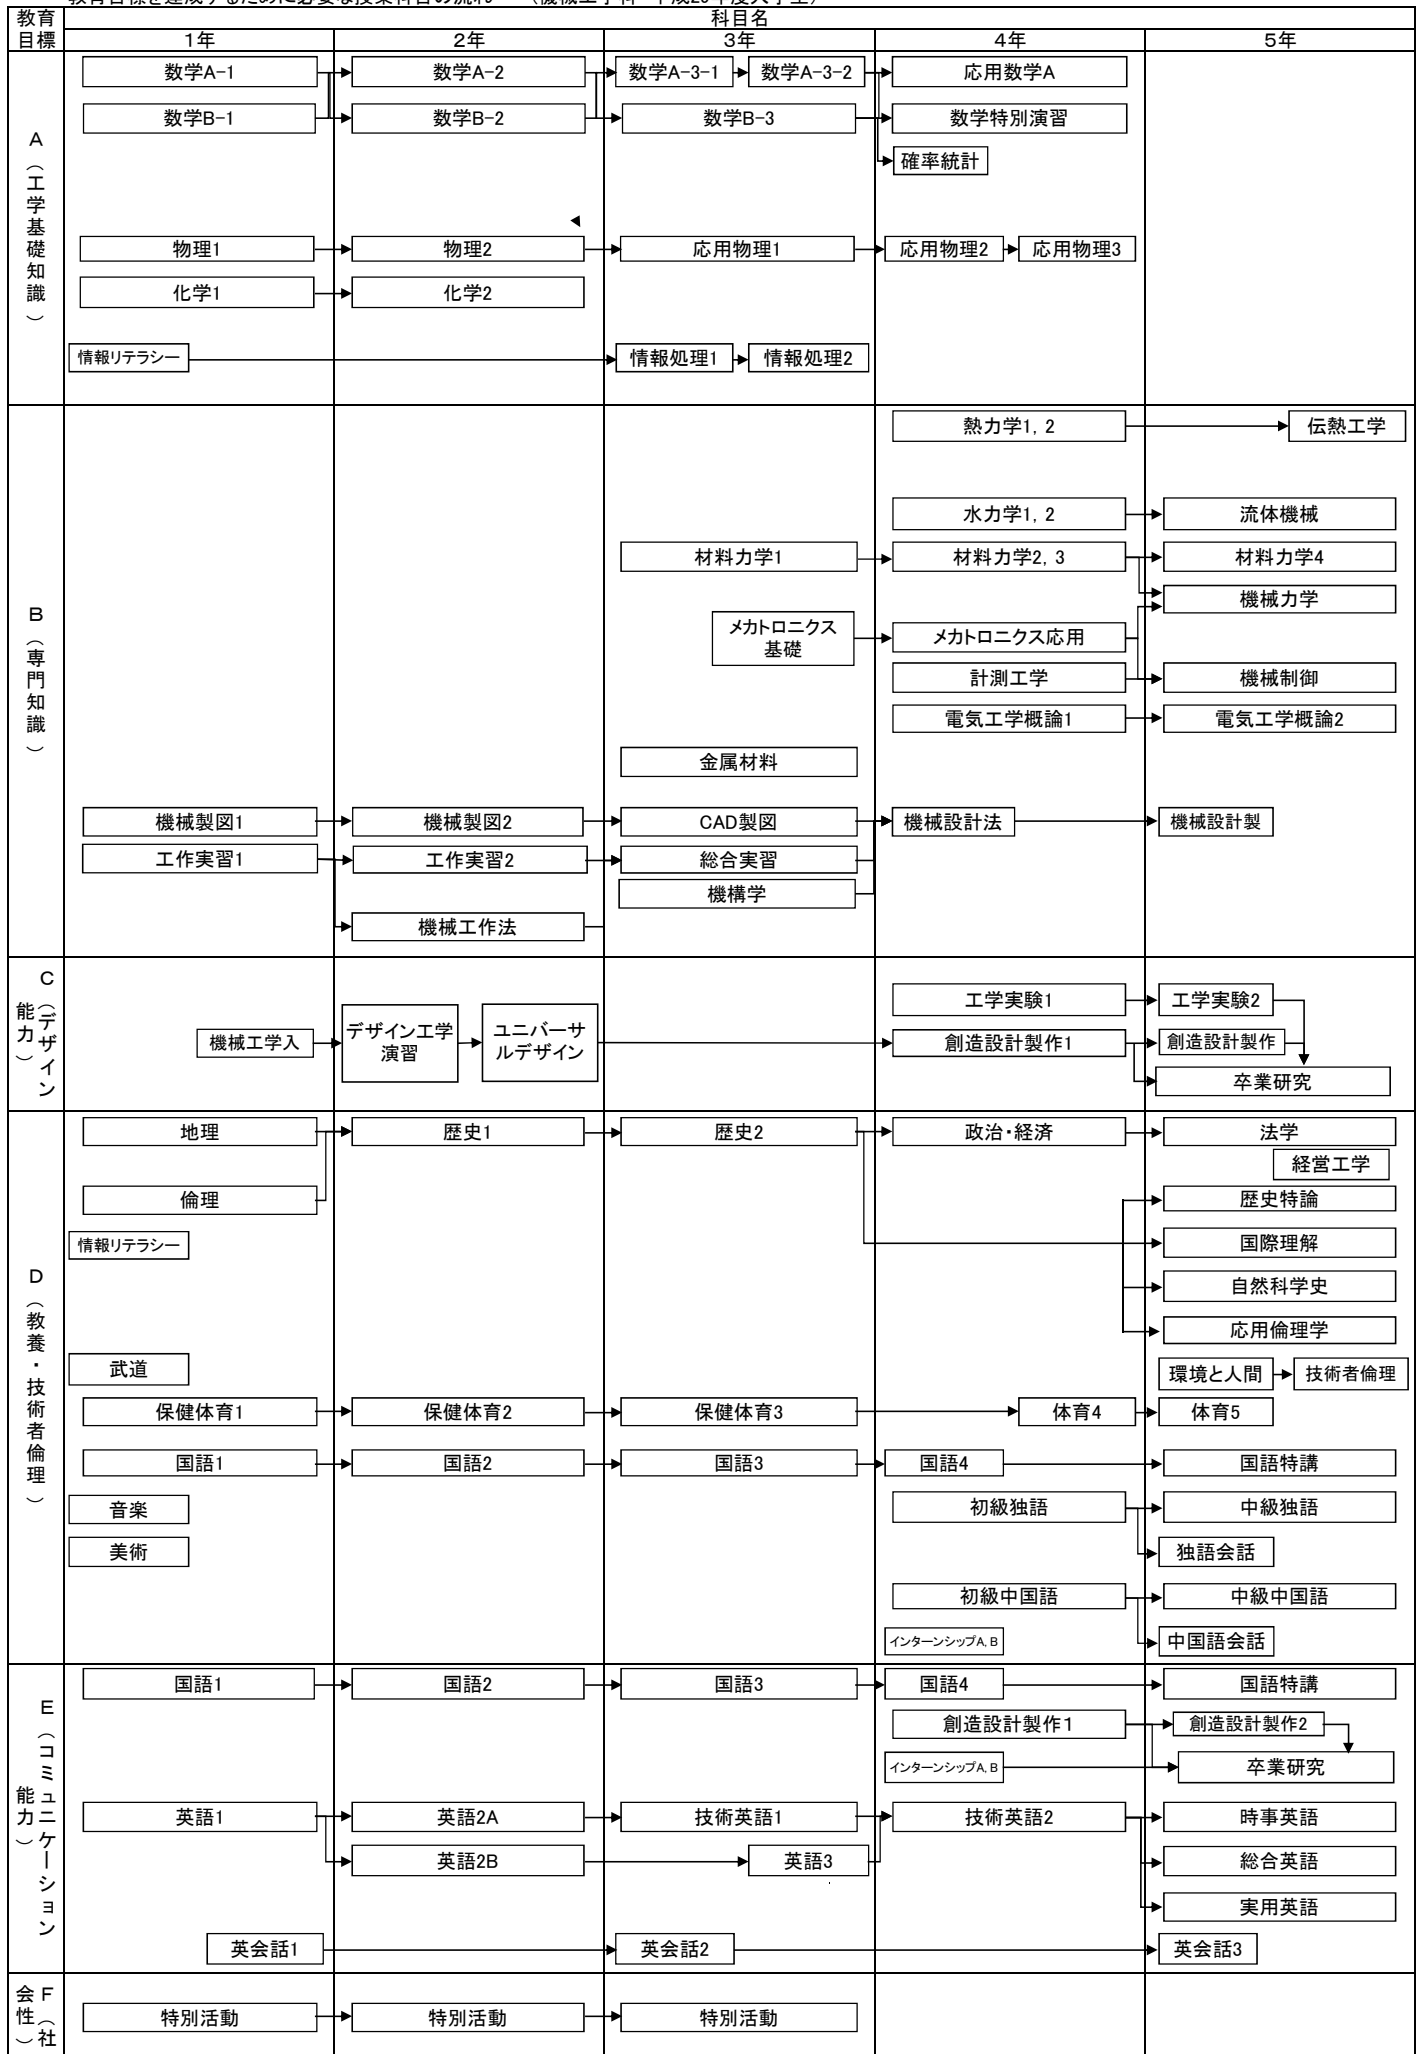 教育目標 科目名
1年 2年 3年 4年 5年
A（工学基礎知識）
数学A-1 数学A-2 数学A-3-1 数学A-3-2 応用数学A
数学B-1 数学B-2 数学B-3 数学特別演習
確率統計
物理1 物理2 応用物理1 応用物理2 応用物理3
化学1 化学2
情報リテラシー 情報処理1 情報処理2
B（専門知識）
熱力学1, 2 伝熱工学
水力学1, 2 流体機械
材料力学1 材料力学2, 3 材料力学4
機械力学
メカトロニクス基礎 メカトロニクス応用
計測工学 機械制御
電気工学概論1 電気工学概論2
金属材料
機械製図1 機械製図2 CAD製図 機械設計法 機械設計製
工作実習1 工作実習2 総合実習
機構学
機械工作法
C（デザイン能力）
工学実験1 工学実験2
機械工学入 デザイン工学演習 ユニバーサルデザイン 創造設計製作1 創造設計製作
卒業研究
D（教養・技術者倫理）
地理 歴史1 歴史2 政治・経済 法学
経営工学
倫理 歴史特論
情報リテラシー 国際理解
自然科学史
応用倫理学
武道 環境と人間 技術者倫理
保健体育1 保健体育2 保健体育3 体育4 体育5
国語1 国語2 国語3 国語4 国語特講
音楽 初級独語 中級独語
美術 独語会話
初級中国語 中級中国語
インターンシップA, B 中国語会話
E（コミュニケーション能力）
国語1 国語2 国語3 国語4 国語特講
創造設計製作1 創造設計製作2
インターンシップA, B 卒業研究
英語1 英語2A 技術英語1 技術英語2 時事英語
英語2B 英語3 総合英語
実用英語
英会話1 英会話2 英会話3
F（社会性）
特別活動 特別活動 特別活動